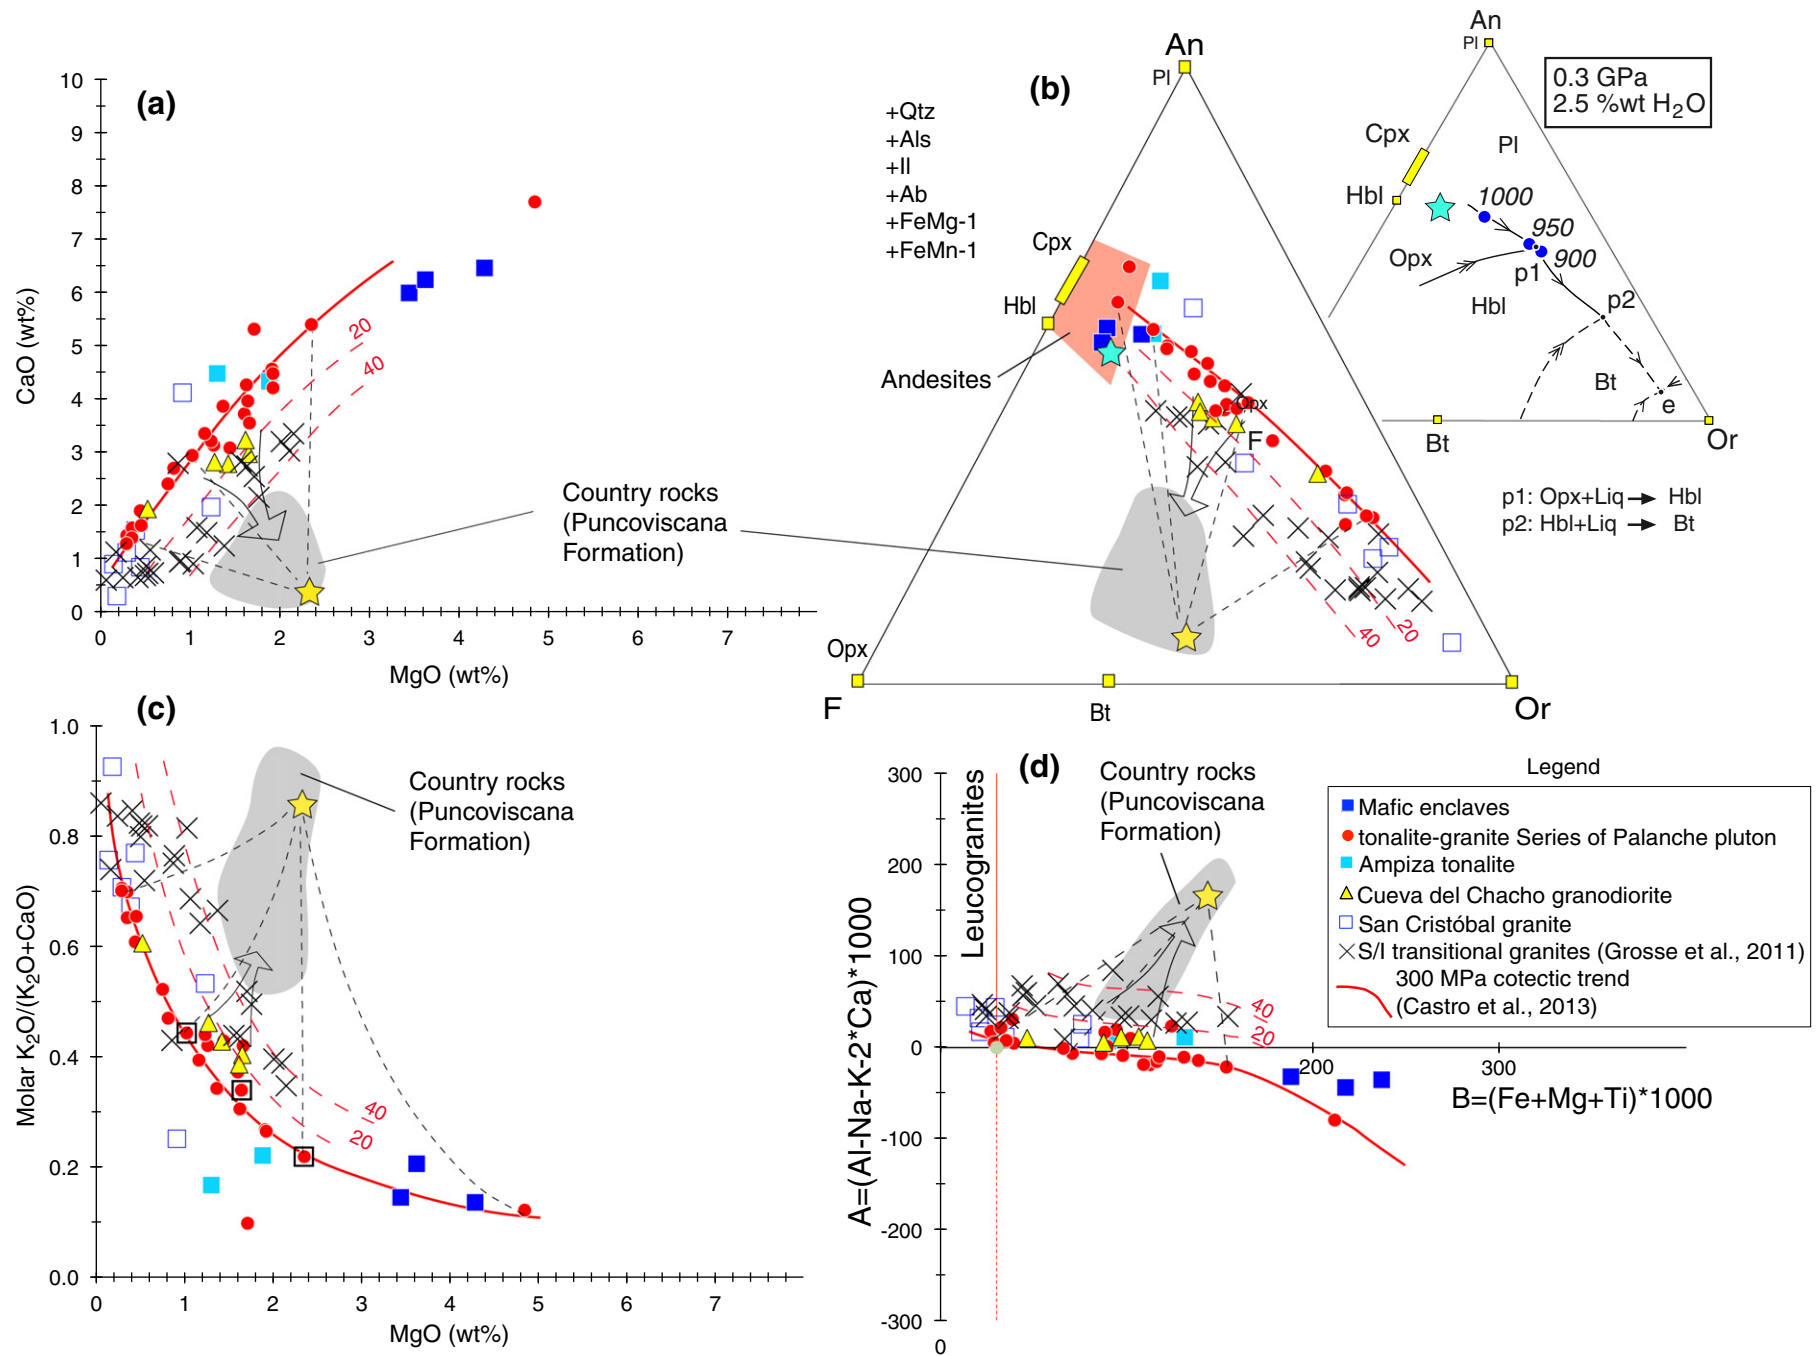 (a)
10
9
8
7
6
5
4
3
2
1
0
CaO (wt%)
0 1 2 3 4 5 6 7
MgO (wt%)
20
40
Country rocks
(Puncoviscana
Formation)
(b)
+Qtz
+Als
+Il
+Ab
+FeMg-1
+FeMn-1
An
Pl
Cpx
Hbl
Andesites
Opx
F
Opx
F
Bt
Or
40
20
An
Pl
0.3 GPa
2.5 %wt H2O
Cpx
Pl
Hbl
1000
950
900
Opx
p1
Hbl
p2
Bt
e
Bt
Or
p1: Opx+Liq Hbl
p2: Hbl+Liq Bt
(c)
1.0
0.8
0.6
0.4
0.2
0.0
Molar K2O/(K2O+CaO)
0 1 2 3 4 5 6 7
MgO (wt%)
40
20
Country rocks
(Puncoviscana
Formation)
(d)
300
200
100
0
-100
-200
-300
A=(Al-Na-K-2*Ca)*1000
Leucogranites
Country rocks
(Puncoviscana
Formation)
40
20
0
200
300
B=(Fe+Mg+Ti)*1000
Legend
Mafic enclaves
tonalite-granite Series of Palanche pluton
Ampiza tonalite
Cueva del Chacho granodiorite
San Cristóbal granite
S/I transitional granites (Grosse et al., 2011)
300 MPa cotectic trend
(Castro et al., 2013)